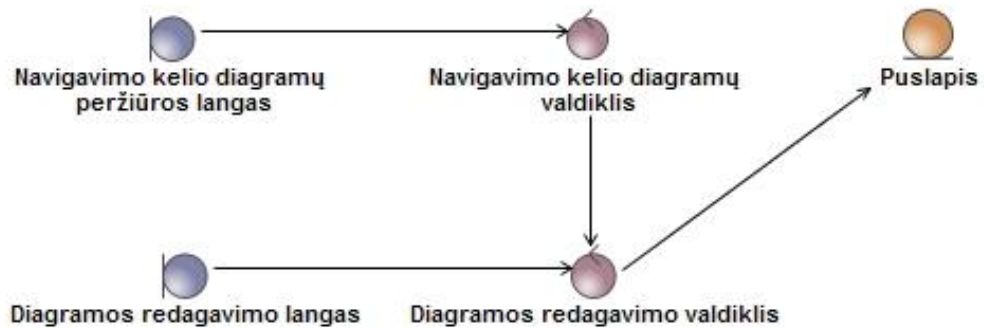 Navigavimo kelio diagramų
peržiūros langas
Navigavimo kelio diagramų
valdiklis
Puslapis
Diagramos redagavimo langas
Diagramos redagavimo valdiklis